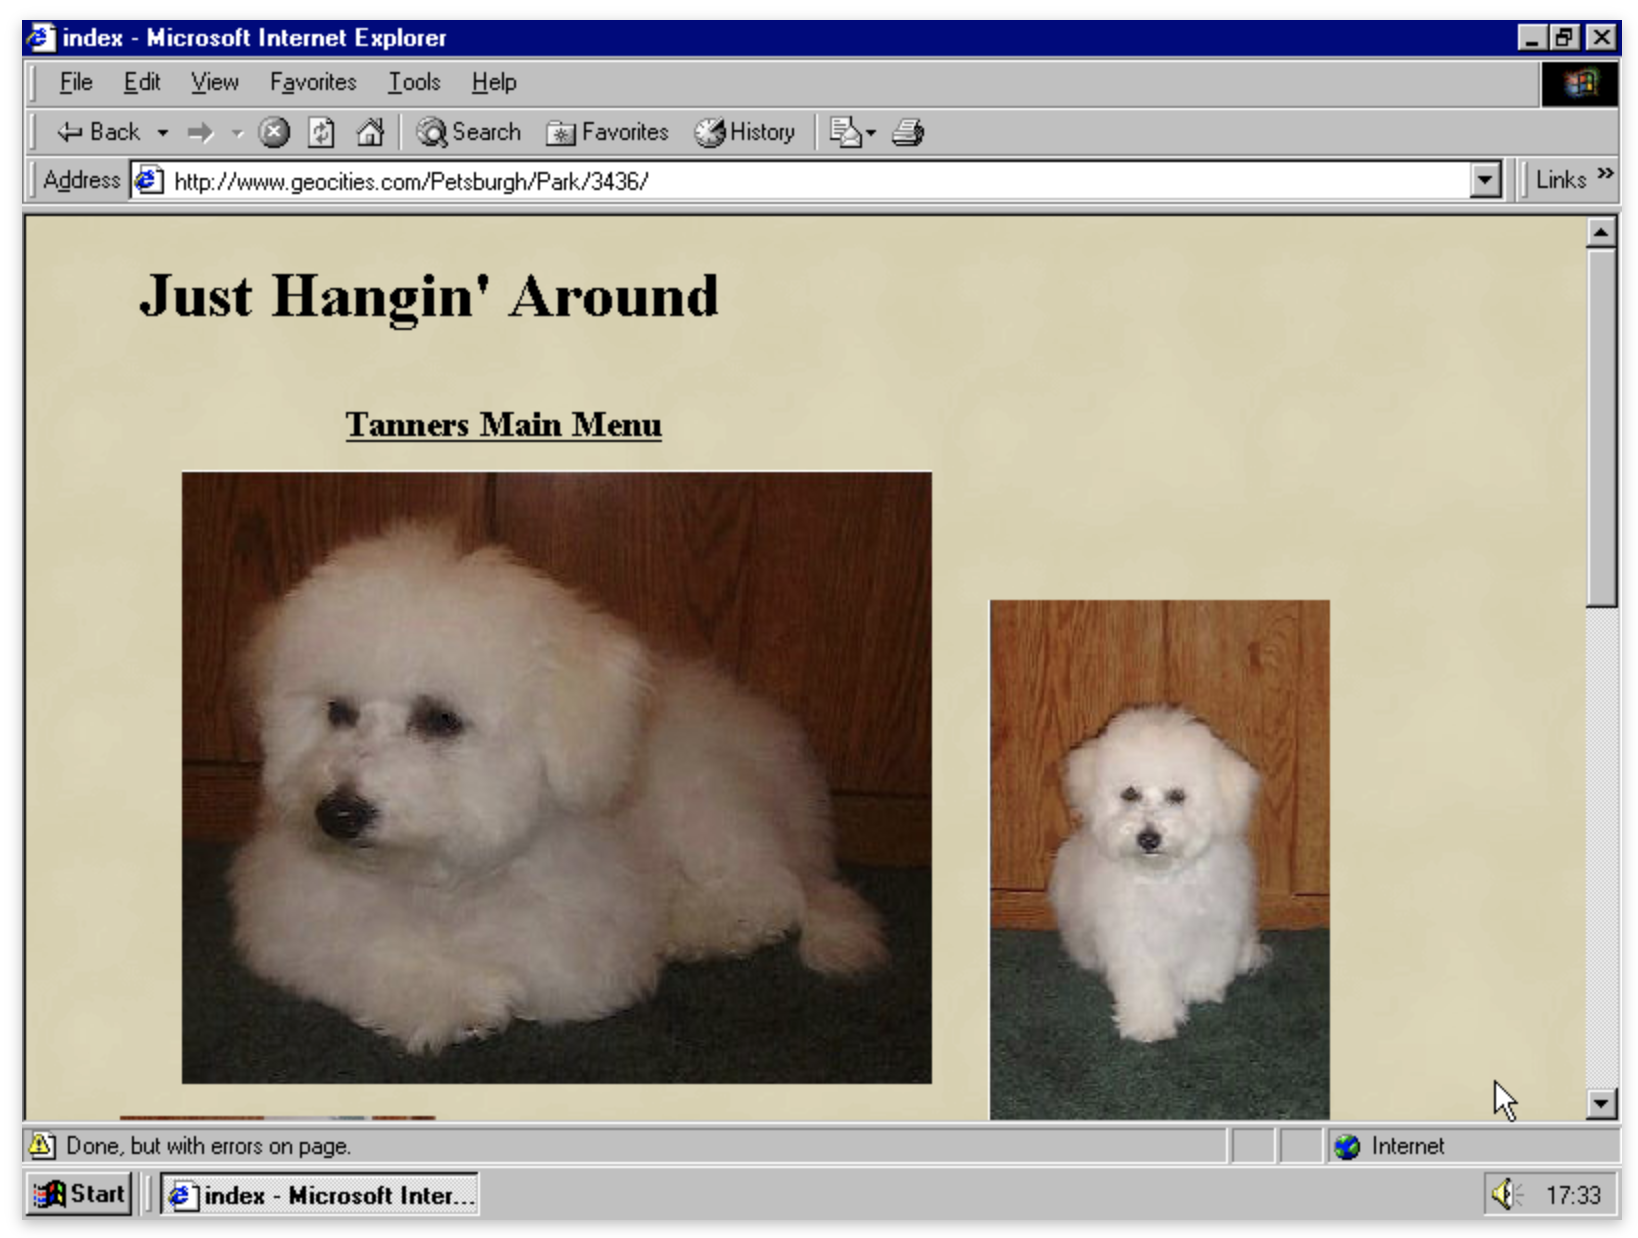 index - Microsoft Internet Explorer
File Edit View Favorites Tools Help
Back Search Favorites History
Address http://www.geocities.com/Petsburgh/Park/3436/ Links »
Just Hangin' Around
Tanners Main Menu
Done, but with errors on page. Internet
Start index - Microsoft Inter... 17:33